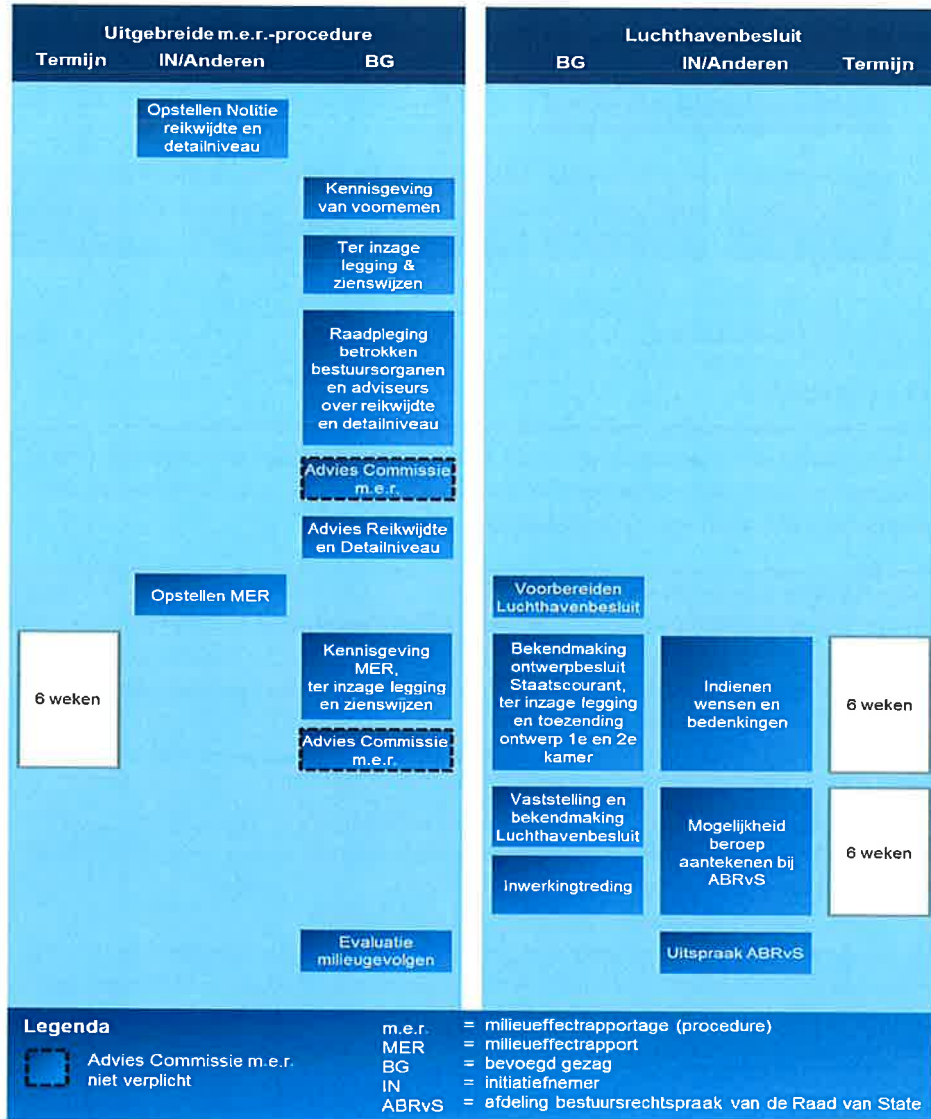 Uitgebreide m.e.r.-procedure
Termijn IN/Anderen BG
Opstellen Notitie
reikwijdte en
detailniveau
Kennisgeving
van voornemen
Ter inzage
legging &
zienswijzen
Raadpleging
betrokken
bestuursorganen
en adviseurs
over reikwijdte
en detailniveau
Advies Commissie
m.e.r.
Advies Reikwijdte
en Detailniveau
Opstellen MER
6 weken
Kennisgeving
MER,
ter inzage legging
en zienswijzen
Advies Commissie
m.e.r.
Evaluatie
milieugevolgen
Luchthavenbesluit
BG IN/Anderen Termijn
Voorbereiden
Luchthavenbesluit
Bekendmaking
ontwerpbesluit
Staatscourant,
ter inzage legging
en toezending
ontwerp 1e en 2e
kamer
Indienen
wensen en
bedenkingen
6 weken
Vaststelling en
bekendmaking
Luchthavenbesluit
Inwerkingtreding
Mogelijkheid
beroep
aantekenen bij
ABRvS
6 weken
Uitspraak ABRvS
Legenda
Advies Commissie m.e.r.
niet verplicht
m.e.r. = milieueffectrapportage (procedure)
MER = milieueffectrapport
BG = bevoegd gezag
IN = initiatiefnemer
ABRvS = afdeling bestuursrechtspraak van de Raad van State